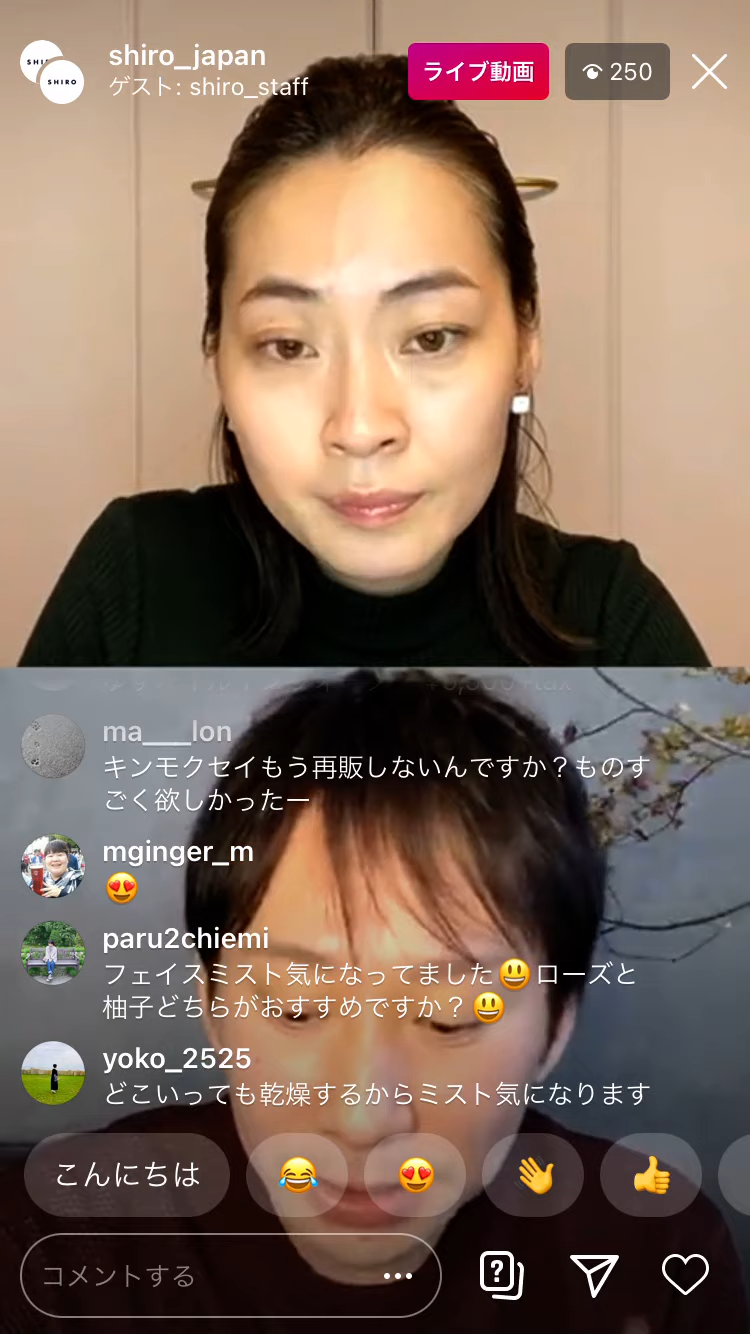 SHIRO
shiro_japan
ゲスト: shiro_staff
ライブ動画
250
ma___lon
キンモクセイもう再販しないんですか？ものす
ごく欲しかったー
mginger_m
😍
paru2chiemi
フェイスミスト気になってました😃ローズと
柚子どちらがおすすめですか？😃
yoko_2525
どこいっても乾燥するからミスト気になります
こんにちは 😂 😍 👋 👍
コメントする